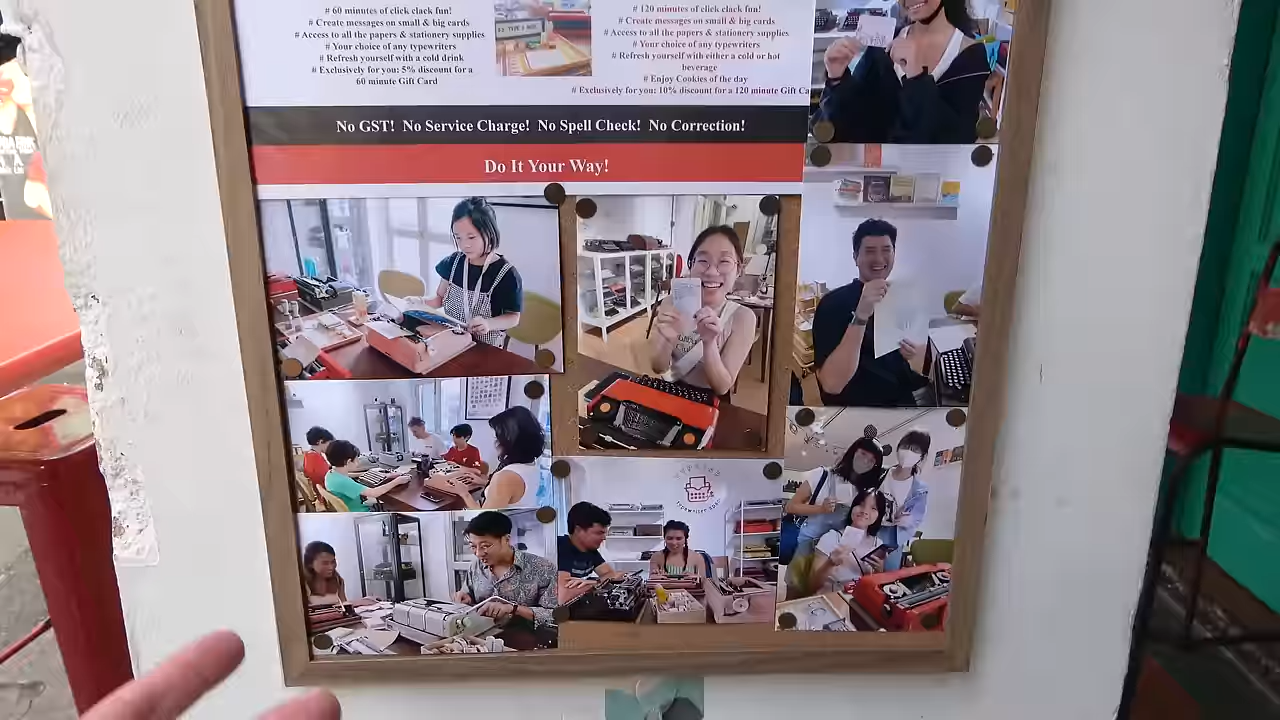 # 60 minutes of click clack fun!
# Create messages on small & big cards
# Access to all the papers & stationery supplies
# Your choice of any typewriters
# Refresh yourself with a cold drink
# Exclusively for you: 5% discount for a
60 minute Gift Card
# 120 minutes of click clack fun!
# Create messages on small & big cards
# Access to all the papers & stationery supplies
# Your choice of any typewriters
# Refresh yourself with either a cold or hot
beverage
# Enjoy Cookies of the day
# Exclusively for you: 10% discount for a 120 minute Gift Ca
No GST! No Service Charge! No Spell Check! No Correction!
Do It Your Way!